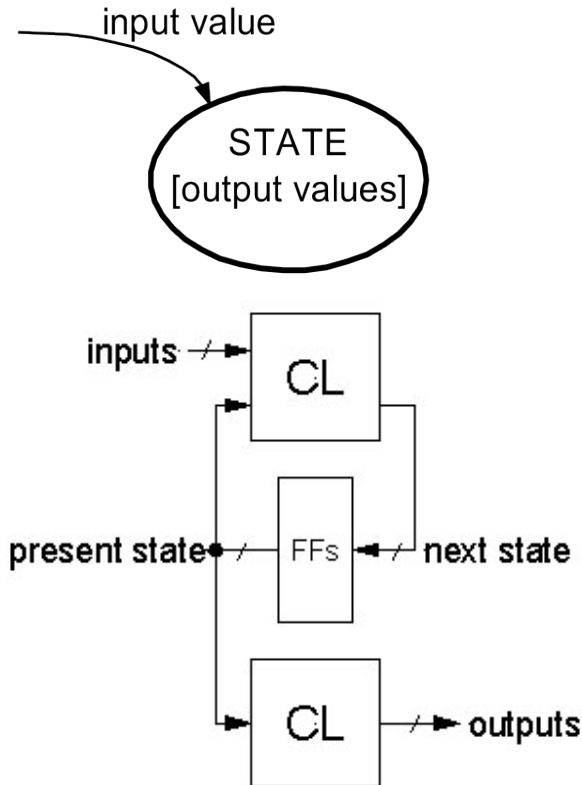 input value
STATE
[output values]
inputs
CL
present state
FFs
next state
CL
outputs